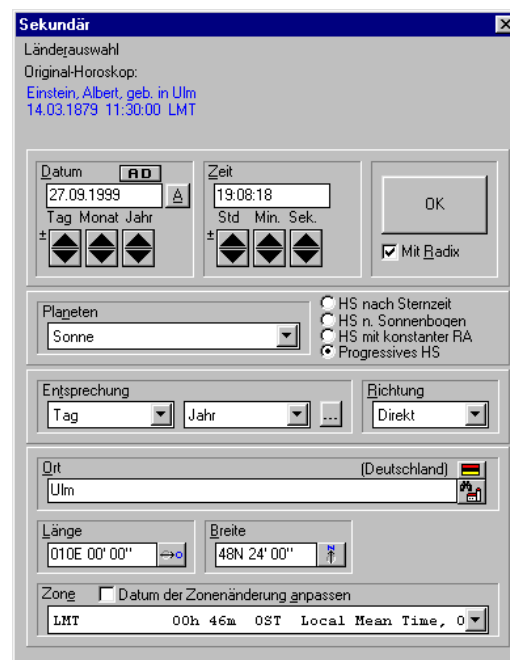 Sekundär
Länderauswahl
Original-Horoskop:
Einstein, Albert, geb. in Ulm
14.03.1879 11:30:00 LMT
Datum AD
27.09.1999 A
Tag Monat Jahr
±
Zeit
19:08:18
Std Min. Sek.
±
OK
Mit Radix
Planeten
Sonne
HS nach Sternzeit
HS n. Sonnenbogen
HS mit konstanter RA
Progressives HS
Entsprechung
Tag Jahr ...
Richtung
Direkt
Ort (Deutschland)
Ulm
Länge
010E 00' 00"
Breite
48N 24' 00" N
Zone Datum der Zonenänderung anpassen
LMT 00h 46m OST Local Mean Time, 0